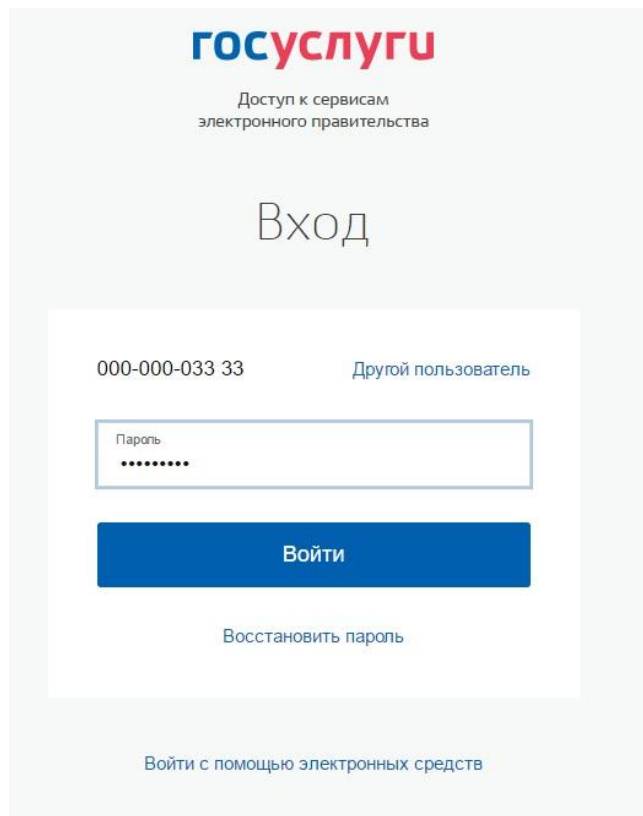 госуслуги
Доступ к сервисам
электронного правительства
Вход
000-000-033 33
Другой пользователь
Пароль
•••••••••
Войти
Восстановить пароль
Войти с помощью электронных средств